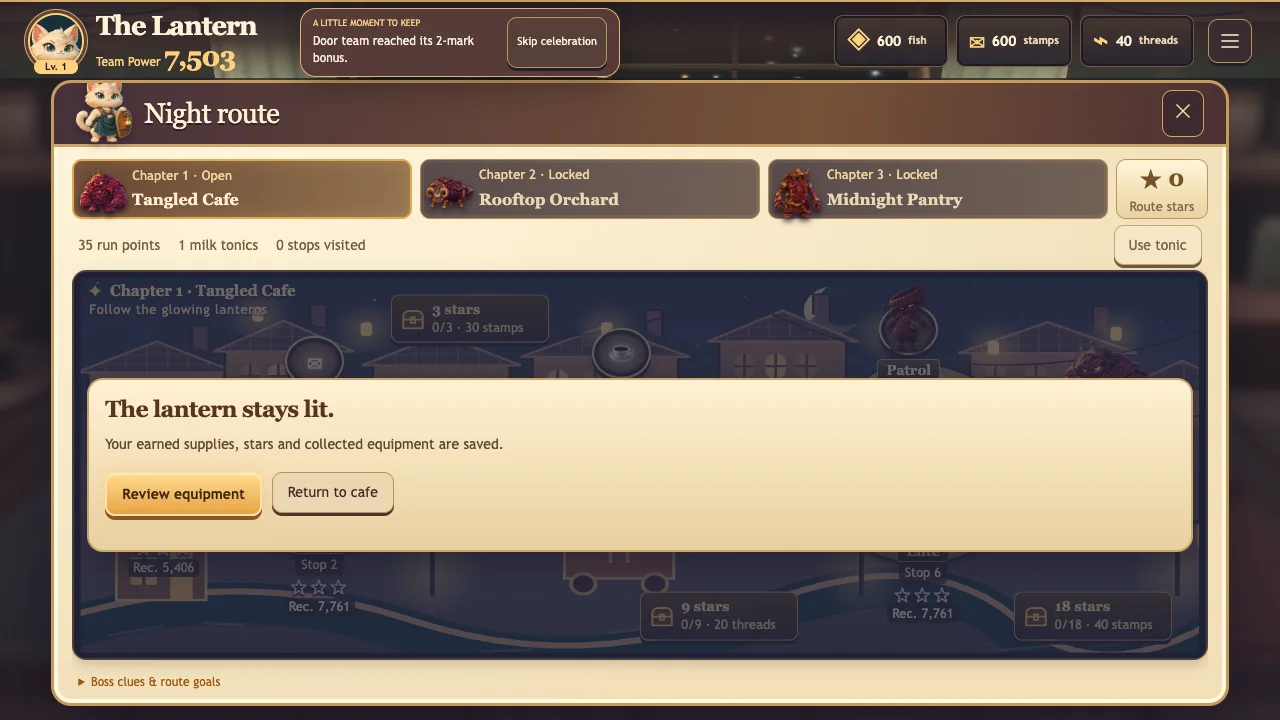 The Lantern
Lv. 1
Team Power 7,503
A LITTLE MOMENT TO KEEP
Door team reached its 2-mark
bonus.
Skip celebration
600 fish
600 stamps
40 threads
Night route
Chapter 1 · Open
Tangled Cafe
Chapter 2 · Locked
Rooftop Orchard
Chapter 3 · Locked
Midnight Pantry
★ 0
Route stars
35 run points
1 milk tonics
0 stops visited
Use tonic
Chapter 1 · Tangled Cafe
Follow the glowing lanterns
3 stars
0/3 · 30 stamps
Patrol
The lantern stays lit.
Your earned supplies, stars and collected equipment are saved.
Review equipment
Return to cafe
Rec. 5,406
Stop 2
Rec. 7,761
Elite
Stop 6
Rec. 7,761
9 stars
0/9 · 20 threads
18 stars
0/18 · 40 stamps
Boss clues & route goals